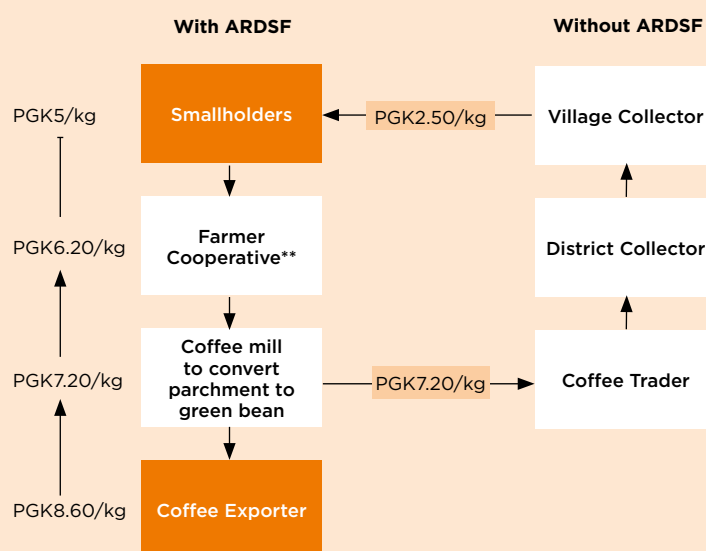 With ARDSF
Without ARDSF
PGK5/kg
Smallholders
PGK2.50/kg
Village Collector
PGK6.20/kg
Farmer
Cooperative**
District Collector
PGK7.20/kg
Coffee mill
to convert
parchment to
green bean
PGK7.20/kg
Coffee Trader
PGK8.60/kg
Coffee Exporter